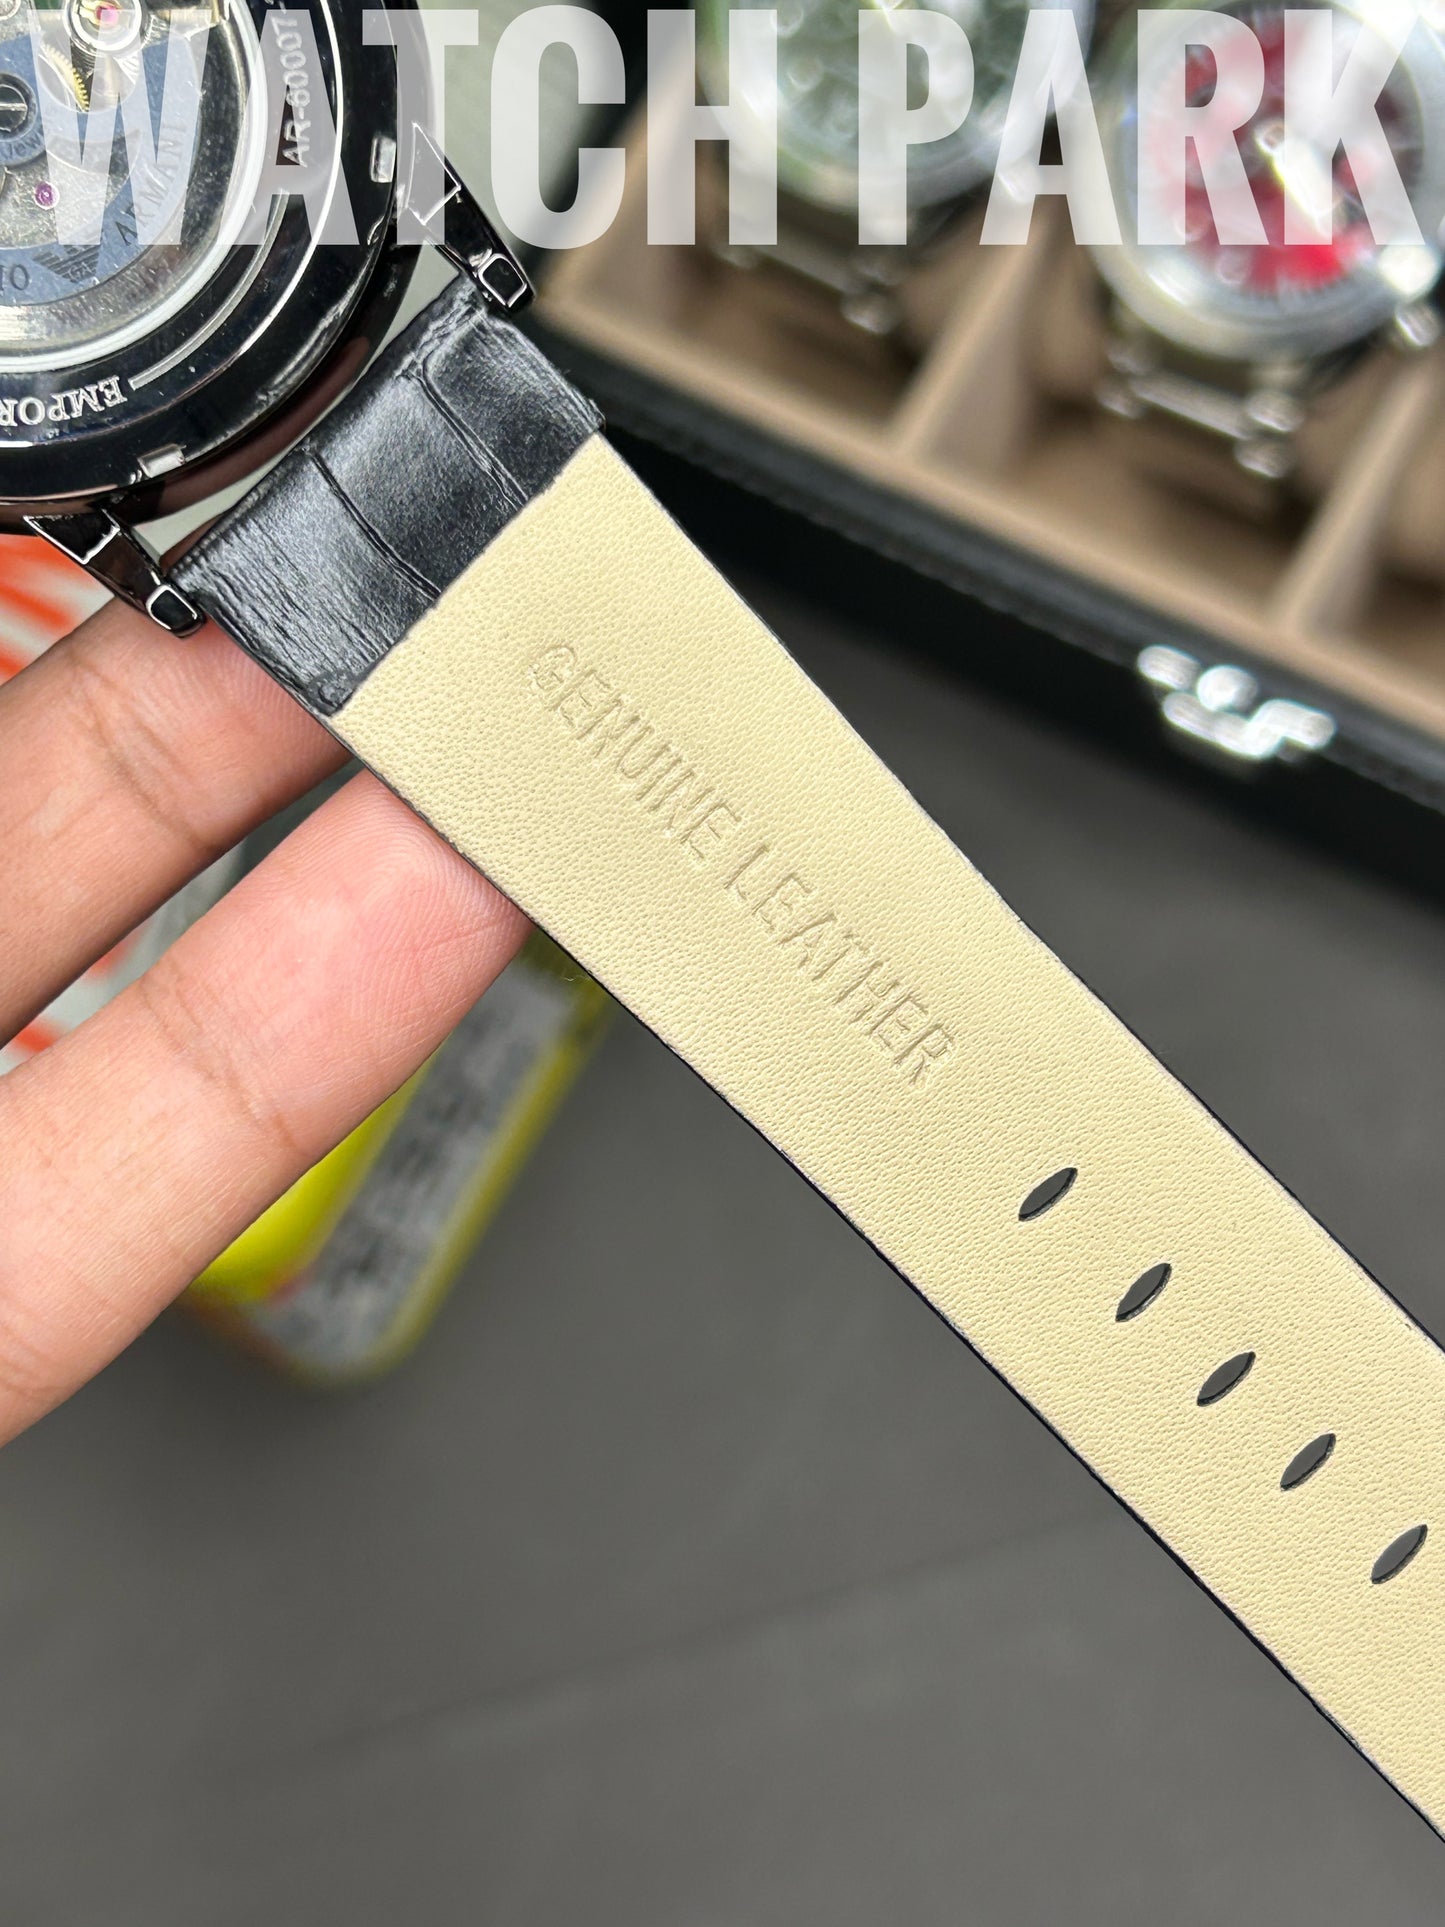 WATCH PARK
AR-60007
ARMANI
EMPOR
GENUINE LEATHER